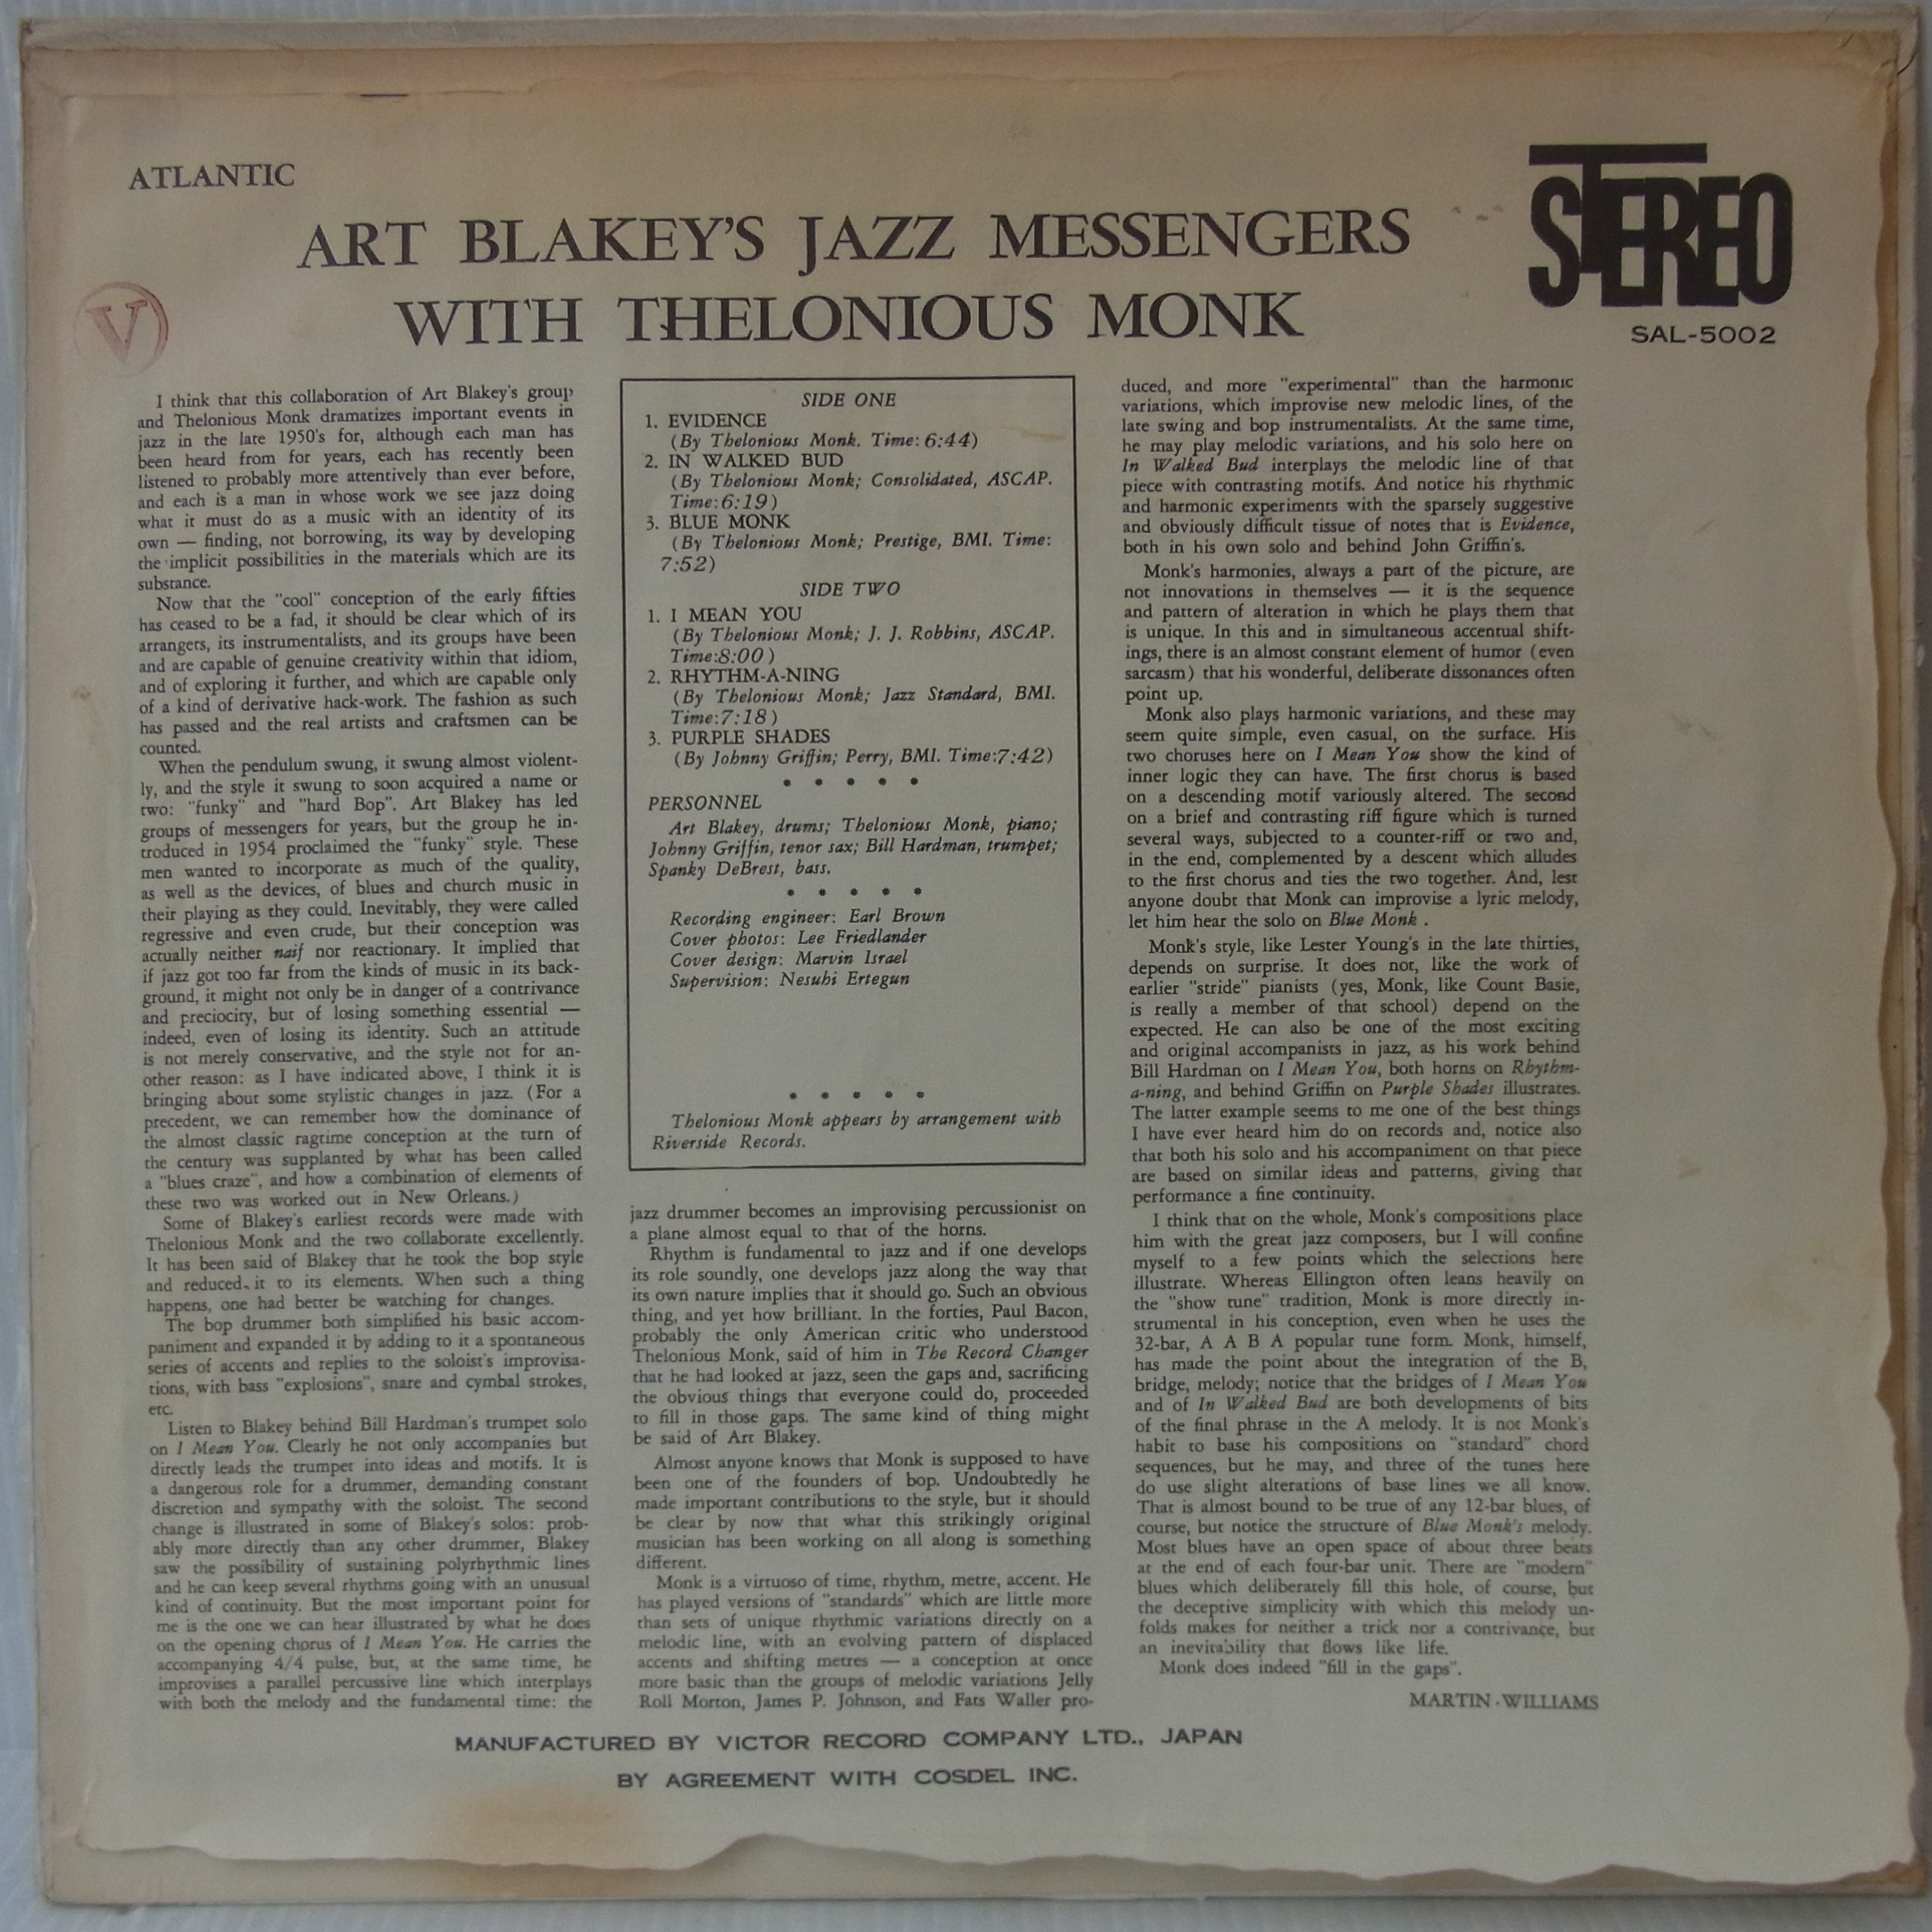 ATLANTIC
STEREO
SAL-5002
ART BLAKEY'S JAZZ MESSENGERS
WITH THELONIOUS MONK
V
I think that this collaboration of Art Blakey's group
and Thelonious Monk dramatizes important events in
jazz in the late 1950's for, although each man has
been heard from for years, each has recently been
listened to probably more attentively than ever before,
and each is a man in whose work we see jazz doing
what it must do as a music with an identity of its
own — finding, not borrowing, its way by developing
the implicit possibilities in the materials which are its
substance.
Now that the "cool" conception of the early fifties
has ceased to be a fad, it should be clear which of its
arrangers, its instrumentalists, and its groups have been
and are capable of genuine creativity within that idiom,
and of exploring it further, and which are capable only
of a kind of derivative hack-work. The fashion as such
has passed and the real artists and craftsmen can be
counted.
When the pendulum swung, it swung almost violent-
ly, and the style it swung to soon acquired a name or
two: "funky" and "hard Bop". Art Blakey has led
groups of messengers for years, but the group he in-
troduced in 1954 proclaimed the "funky" style. These
men wanted to incorporate as much of the quality,
as well as the devices, of blues and church music in
their playing as they could. Inevitably, they were called
regressive and even crude, but their conception was
actually neither naif nor reactionary. It implied that
if jazz got too far from the kinds of music in its back-
ground, it might not only be in danger of a contrivance
and preciocity, but of losing something essential —
indeed, even of losing its identity. Such an attitude
is not merely conservative, and the style not for an-
other reason: as I have indicated above, I think it is
bringing about some stylistic changes in jazz. (For a
precedent, we can remember how the dominance of
the almost classic ragtime conception at the turn of
the century was supplanted by what has been called
a "blues craze", and how a combination of elements of
these two was worked out in New Orleans.)
Some of Blakey's earliest records were made with
Thelonious Monk and the two collaborate excellently.
It has been said of Blakey that he took the bop style
and reduced it to its elements. When such a thing
happens, one had better be watching for changes.
The bop drummer both simplified his basic accom-
paniment and expanded it by adding to it a spontaneous
series of accents and replies to the soloist's improvisa-
tions, with bass "explosions", snare and cymbal strokes,
etc.
Listen to Blakey behind Bill Hardman's trumpet solo
on I Mean You. Clearly he not only accompanies but
directly leads the trumpet into ideas and motifs. It is
a dangerous role for a drummer, demanding constant
discretion and sympathy with the soloist. The second
change is illustrated in some of Blakey's solos: prob-
ably more directly than any other drummer, Blakey
saw the possibility of sustaining polyrhythmic lines
and he can keep several rhythms going with an unusual
kind of continuity. But the most important point for
me is the one we can hear illustrated by what he does
on the opening chorus of I Mean You. He carries the
accompanying 4/4 pulse, but, at the same time, he
improvises a parallel percussive line which interplays
with both the melody and the fundamental time: the
SIDE ONE
1. EVIDENCE
(By Thelonious Monk. Time: 6:44)
2. IN WALKED BUD
(By Thelonious Monk; Consolidated, ASCAP.
Time:6:19)
3. BLUE MONK
(By Thelonious Monk; Prestige, BMI. Time:
7:52)
SIDE TWO
1. I MEAN YOU
(By Thelonious Monk; J. J. Robbins, ASCAP.
Time:8:00)
2. RHYTHM-A-NING
(By Thelonious Monk; Jazz Standard, BMI.
Time:7:18)
3. PURPLE SHADES
(By Johnny Griffin; Perry, BMI. Time:7:42)
• • • • •
PERSONNEL
Art Blakey, drums; Thelonious Monk, piano;
Johnny Griffin, tenor sax; Bill Hardman, trumpet;
Spanky DeBrest, bass.
• • • • •
Recording engineer: Earl Brown
Cover photos: Lee Friedlander
Cover design: Marvin Israel
Supervision: Nesuhi Ertegun
• • • • •
Thelonious Monk appears by arrangement with
Riverside Records.
jazz drummer becomes an improvising percussionist on
a plane almost equal to that of the horns.
Rhythm is fundamental to jazz and if one develops
its role soundly, one develops jazz along the way that
its own nature implies that it should go. Such an obvious
thing, and yet how brilliant. In the forties, Paul Bacon,
probably the only American critic who understood
Thelonious Monk, said of him in The Record Changer
that he had looked at jazz, seen the gaps and, sacrificing
the obvious things that everyone could do, proceeded
to fill in those gaps. The same kind of thing might
be said of Art Blakey.
Almost anyone knows that Monk is supposed to have
been one of the founders of bop. Undoubtedly he
made important contributions to the style, but it should
be clear by now that what this strikingly original
musician has been working on all along is something
different.
Monk is a virtuoso of time, rhythm, metre, accent. He
has played versions of "standards" which are little more
than sets of unique rhythmic variations directly on a
melodic line, with an evolving pattern of displaced
accents and shifting metres — a conception at once
more basic than the groups of melodic variations Jelly
Roll Morton, James P. Johnson, and Fats Waller pro-
duced, and more "experimental" than the harmonic
variations, which improvise new melodic lines, of the
late swing and bop instrumentalists. At the same time,
he may play melodic variations, and his solo here on
In Walked Bud interplays the melodic line of that
piece with contrasting motifs. And notice his rhythmic
and harmonic experiments with the sparsely suggestive
and obviously difficult tissue of notes that is Evidence,
both in his own solo and behind John Griffin's.
Monk's harmonies, always a part of the picture, are
not innovations in themselves — it is the sequence
and pattern of alteration in which he plays them that
is unique. In this and in simultaneous accentual shift-
ings, there is an almost constant element of humor (even
sarcasm) that his wonderful, deliberate dissonances often
point up.
Monk also plays harmonic variations, and these may
seem quite simple, even casual, on the surface. His
two choruses here on I Mean You show the kind of
inner logic they can have. The first chorus is based
on a descending motif variously altered. The second
on a brief and contrasting riff figure which is turned
several ways, subjected to a counter-riff or two and,
in the end, complemented by a descent which alludes
to the first chorus and ties the two together. And, lest
anyone doubt that Monk can improvise a lyric melody,
let him hear the solo on Blue Monk .
Monk's style, like Lester Young's in the late thirties,
depends on surprise. It does not, like the work of
earlier "stride" pianists (yes, Monk, like Count Basie,
is really a member of that school) depend on the
expected. He can also be one of the most exciting
and original accompanists in jazz, as his work behind
Bill Hardman on I Mean You, both horns on Rhythm-
a-ning, and behind Griffin on Purple Shades illustrates.
The latter example seems to me one of the best things
I have ever heard him do on records and, notice also
that both his solo and his accompaniment on that piece
are based on similar ideas and patterns, giving that
performance a fine continuity.
I think that on the whole, Monk's compositions place
him with the great jazz composers, but I will confine
myself to a few points which the selections here
illustrate. Whereas Ellington often leans heavily on
the "show tune" tradition, Monk is more directly in-
strumental in his conception, even when he uses the
32-bar, A A B A popular tune form. Monk, himself,
has made the point about the integration of the B,
bridge, melody; notice that the bridges of I Mean You
and of In Walked Bud are both developments of bits
of the final phrase in the A melody. It is not Monk's
habit to base his compositions on "standard" chord
sequences, but he may, and three of the tunes here
do use slight alterations of base lines we all know.
That is almost bound to be true of any 12-bar blues, of
course, but notice the structure of Blue Monk's melody.
Most blues have an open space of about three beats
at the end of each four-bar unit. There are "modern"
blues which deliberately fill this hole, of course, but
the deceptive simplicity with which this melody un-
folds makes for neither a trick nor a contrivance, but
an inevitability that flows like life.
Monk does indeed "fill in the gaps".
MARTIN·WILLIAMS
MANUFACTURED BY VICTOR RECORD COMPANY LTD., JAPAN
BY AGREEMENT WITH COSDEL INC.